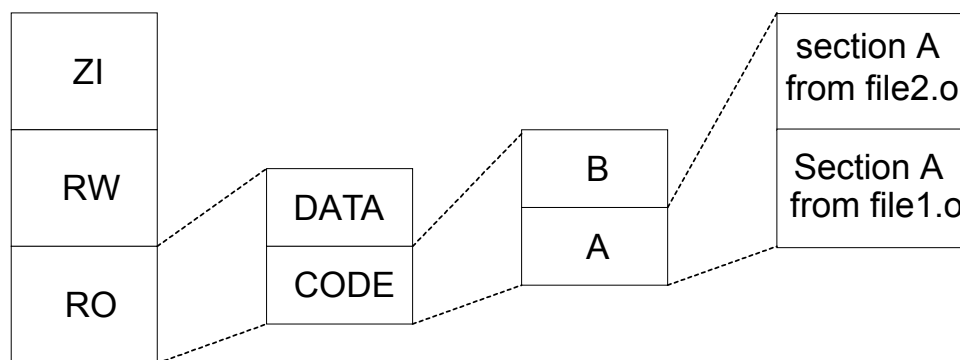 ZI
RW
RO
DATA
CODE
B
A
section A
from file2.o
Section A
from file1.o